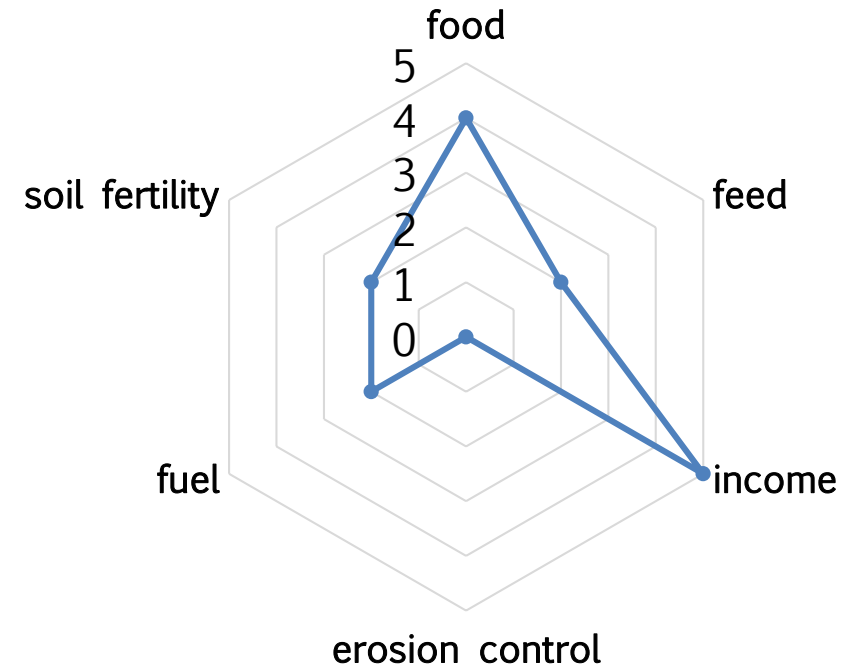 food
5
4
3
soil fertility
feed
2
1
0
fuel
income
erosion control